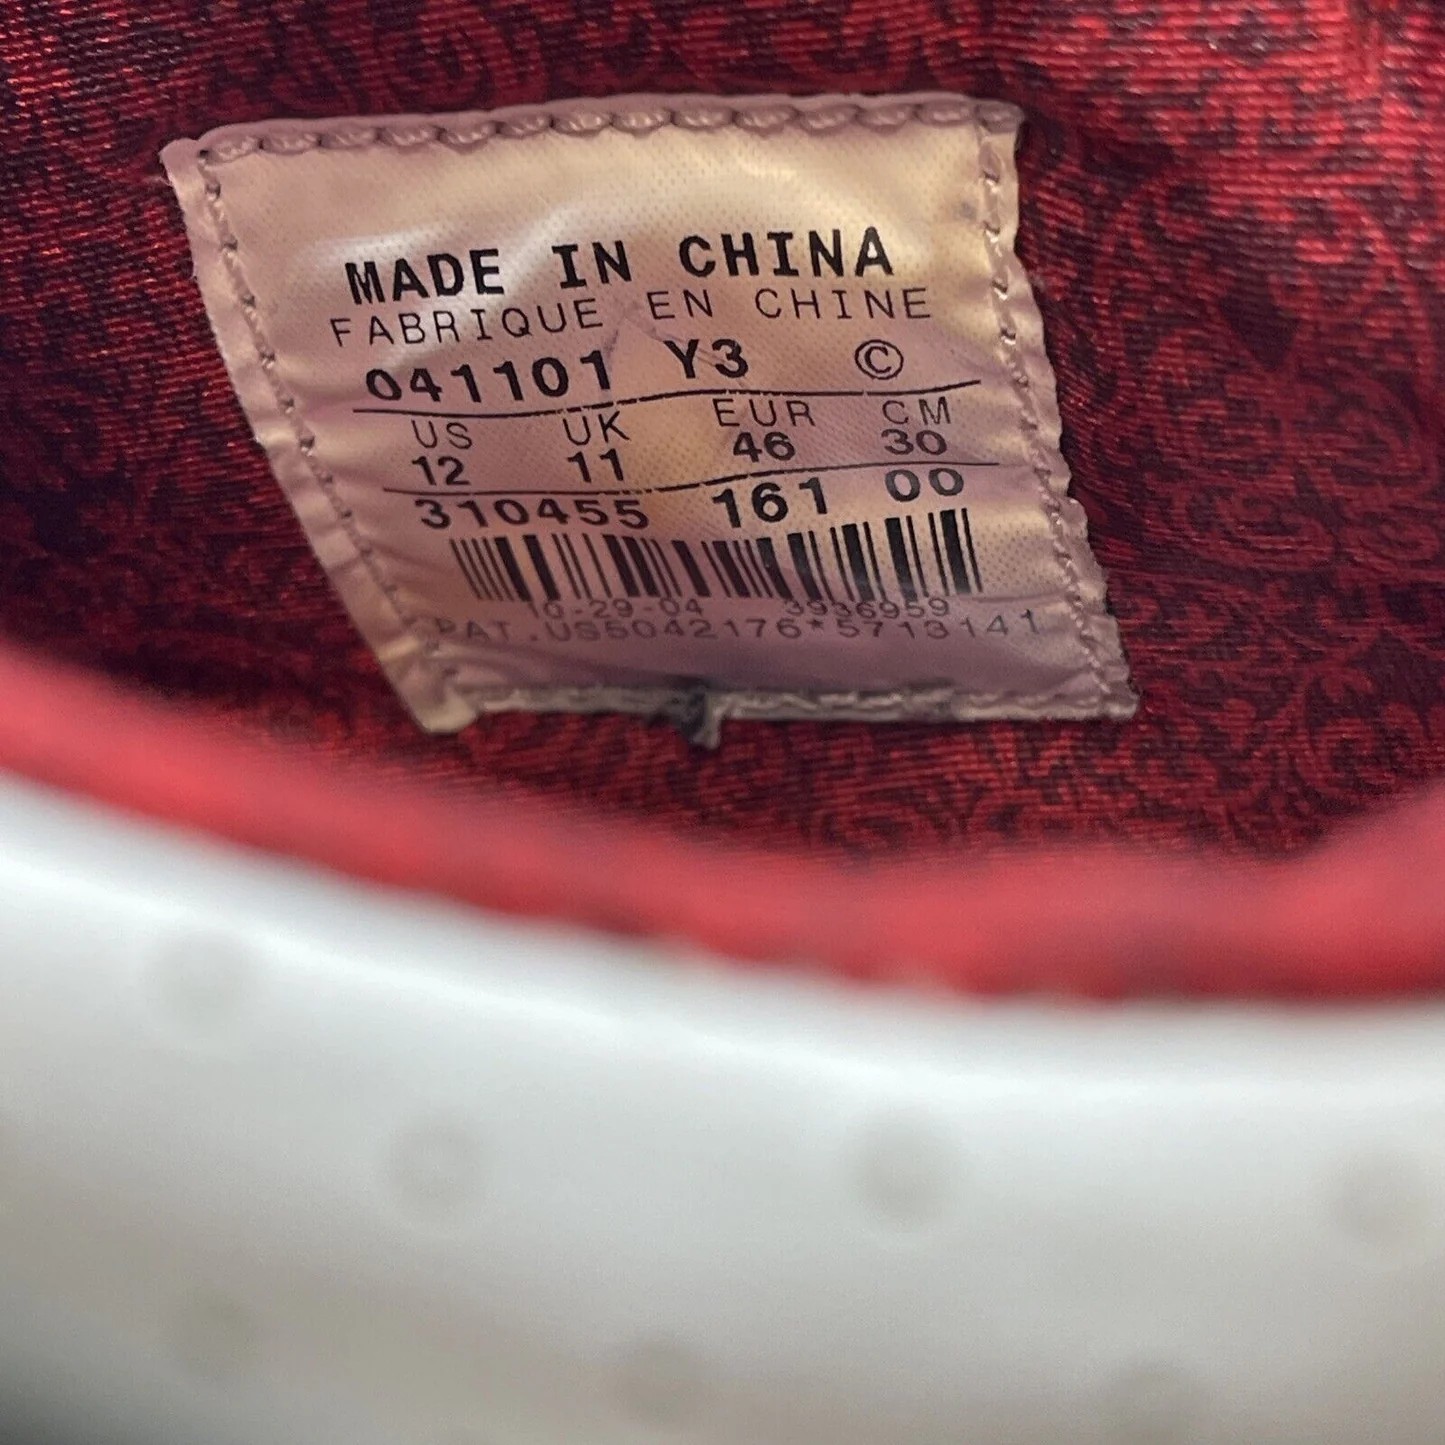 MADE IN CHINA
FABRIQUE EN CHINE
041101 Y3 ©
US UK EUR CM
12 11 46 30
310455 161 00
10-29-04 3936959
PAT.US5042176*5713141